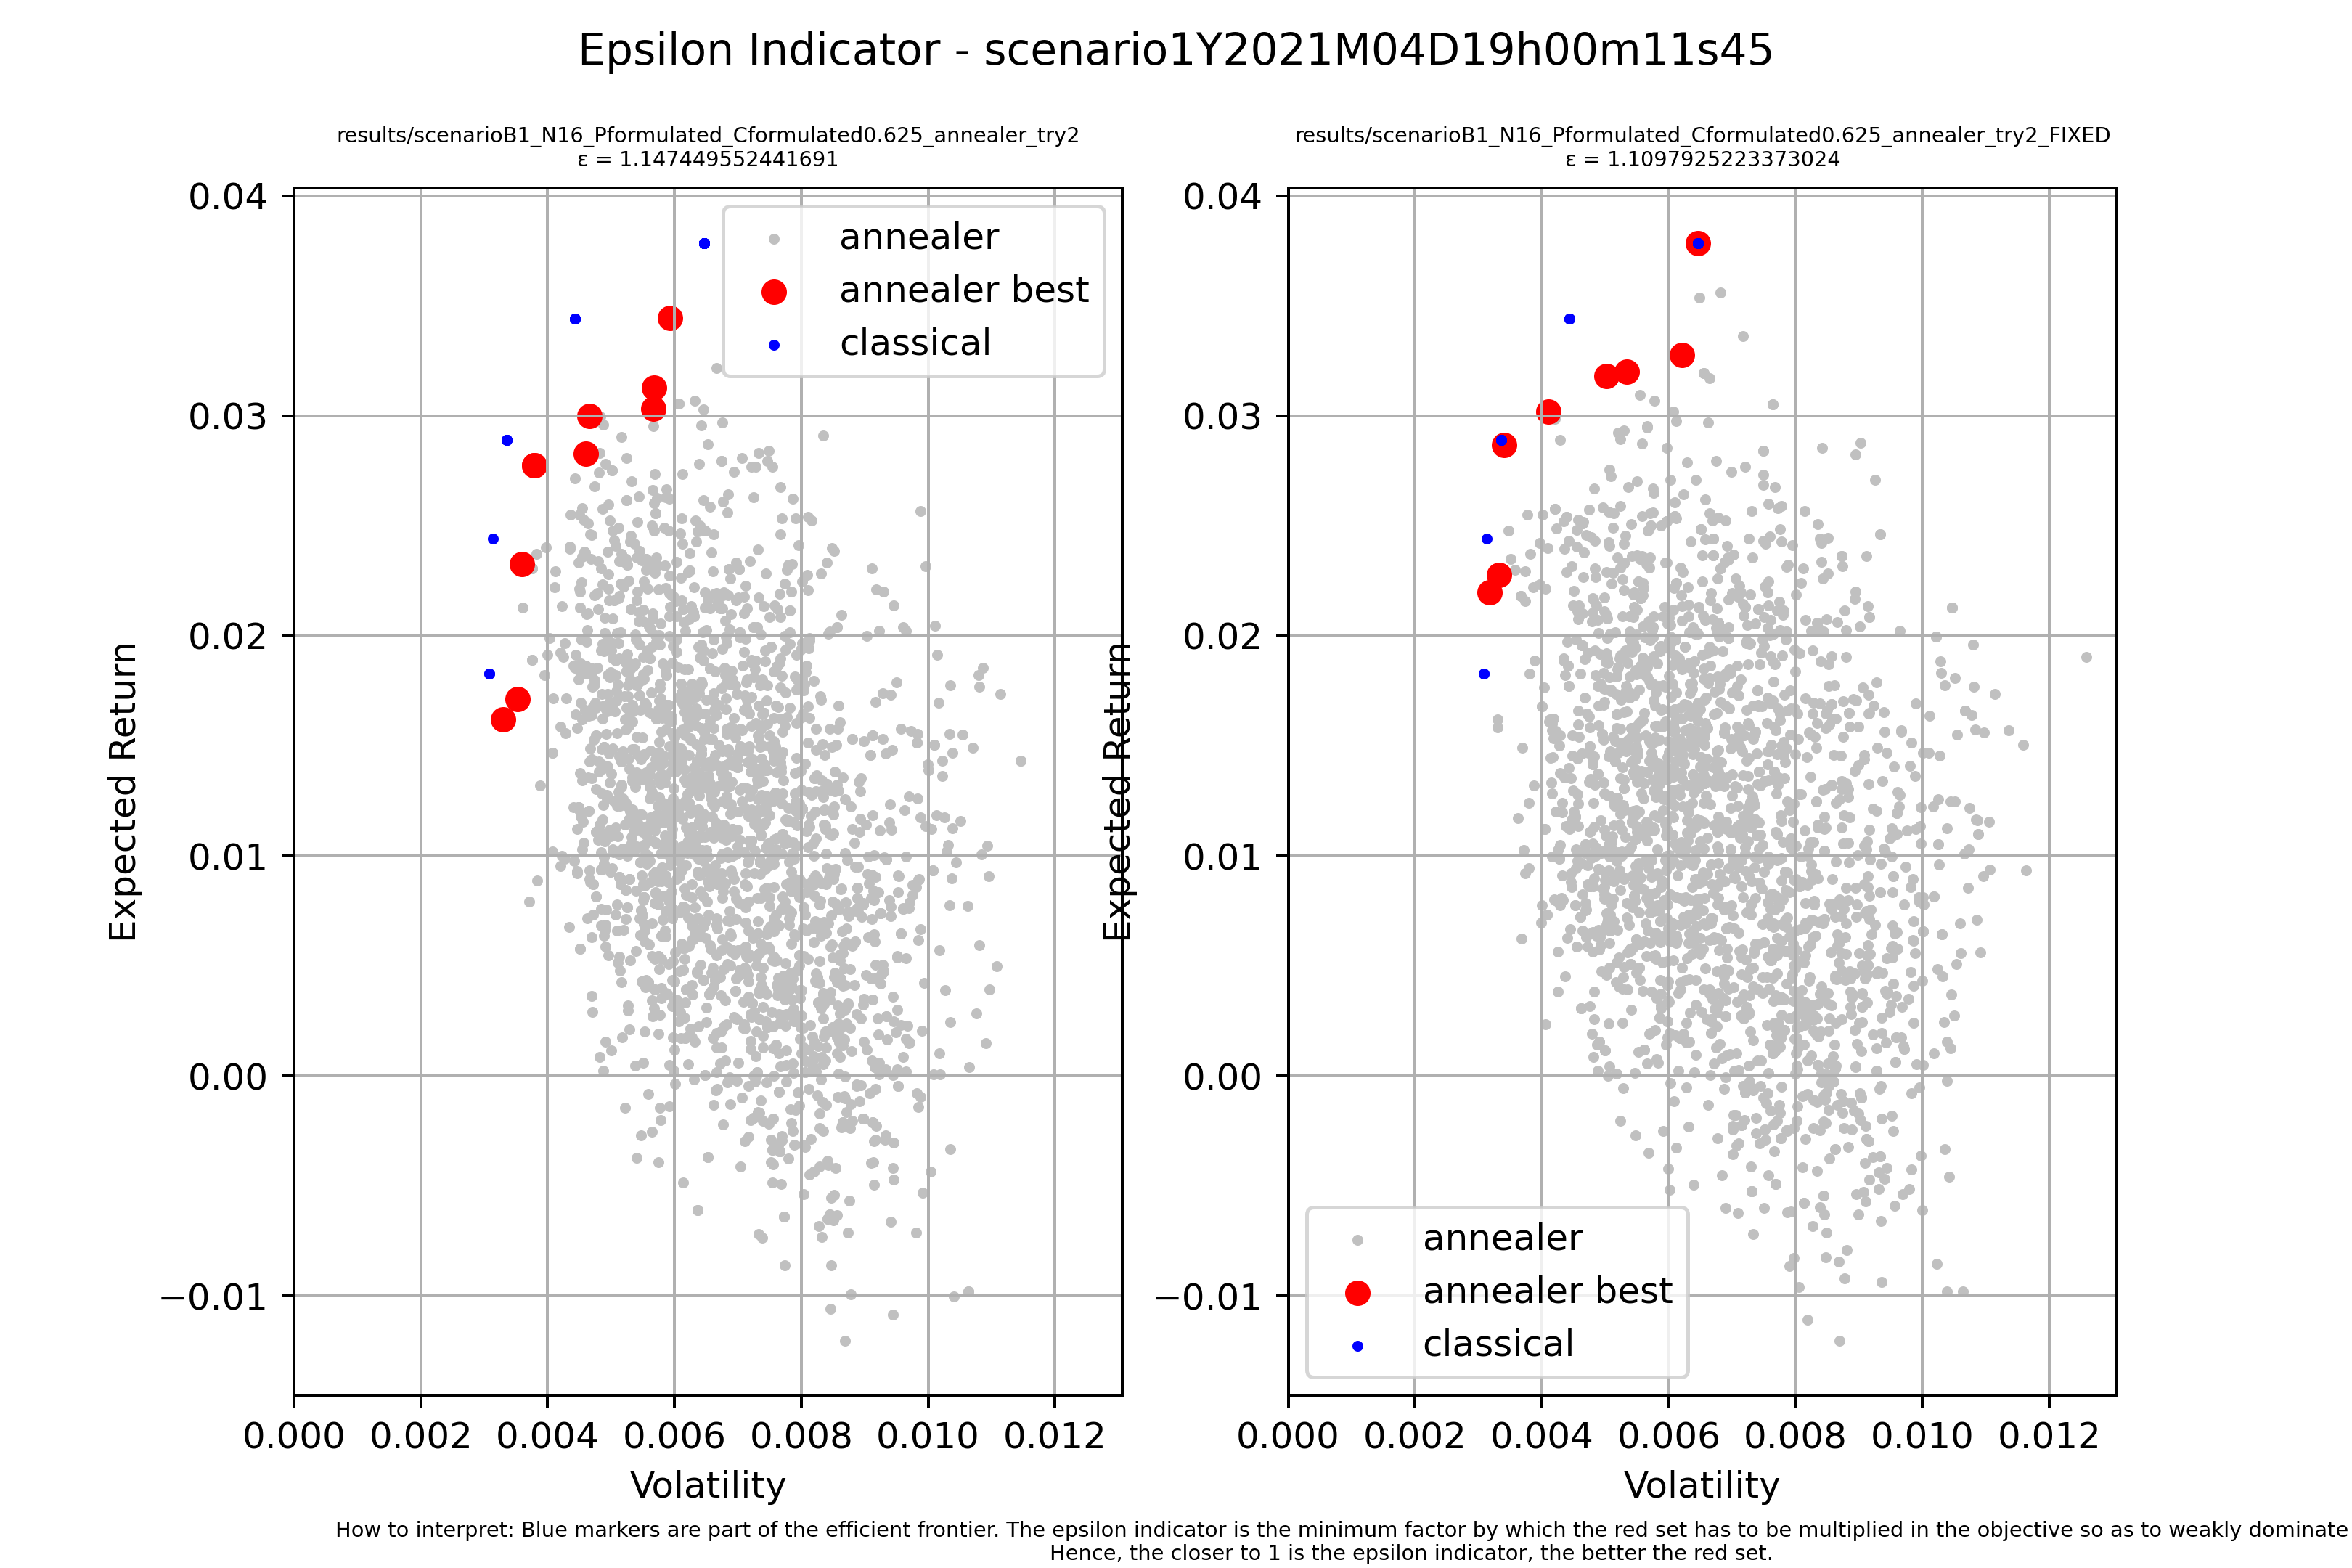 Epsilon Indicator - scenario1Y2021M04D19h00m11s45
results/scenarioB1_N16_Pformulated_Cformulated0.625_annealer_try2
ε = 1.147449552441691
0.04
0.03
0.02
0.01
0.00
−0.01
Expected Return
annealer
annealer best
classical
0.000 0.002 0.004 0.006 0.008 0.010 0.012
Volatility
results/scenarioB1_N16_Pformulated_Cformulated0.625_annealer_try2_FIXED
ε = 1.1097925223373024
0.04
0.03
0.02
0.01
0.00
−0.01
Expected Return
annealer
annealer best
classical
0.000 0.002 0.004 0.006 0.008 0.010 0.012
Volatility
How to interpret: Blue markers are part of the efficient frontier. The epsilon indicator is the minimum factor by which the red set has to be multiplied in the objective so as to weakly dominate
Hence, the closer to 1 is the epsilon indicator, the better the red set.